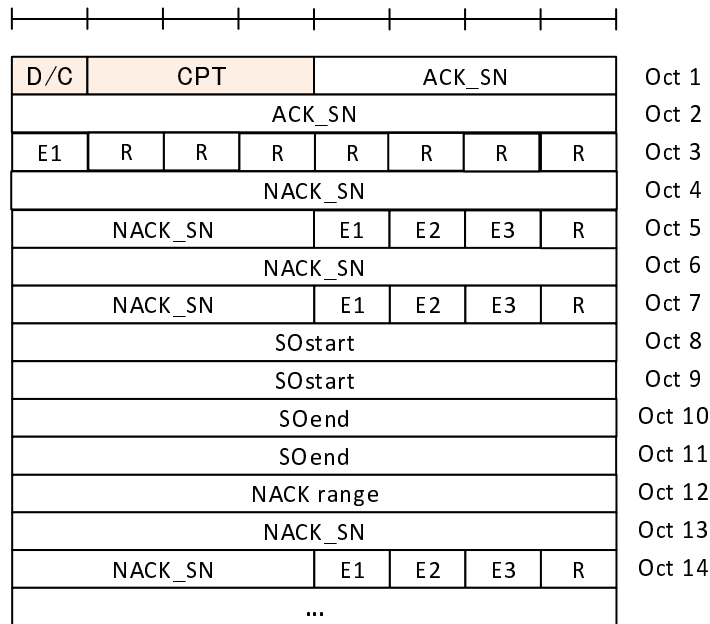 D/C CPT ACK_SN Oct 1
ACK_SN Oct 2
E1 R R R R R R R Oct 3
NACK_SN Oct 4
NACK_SN E1 E2 E3 R Oct 5
NACK_SN Oct 6
NACK_SN E1 E2 E3 R Oct 7
SOstart Oct 8
SOstart Oct 9
SOend Oct 10
SOend Oct 11
NACK range Oct 12
NACK_SN Oct 13
NACK_SN E1 E2 E3 R Oct 14
...